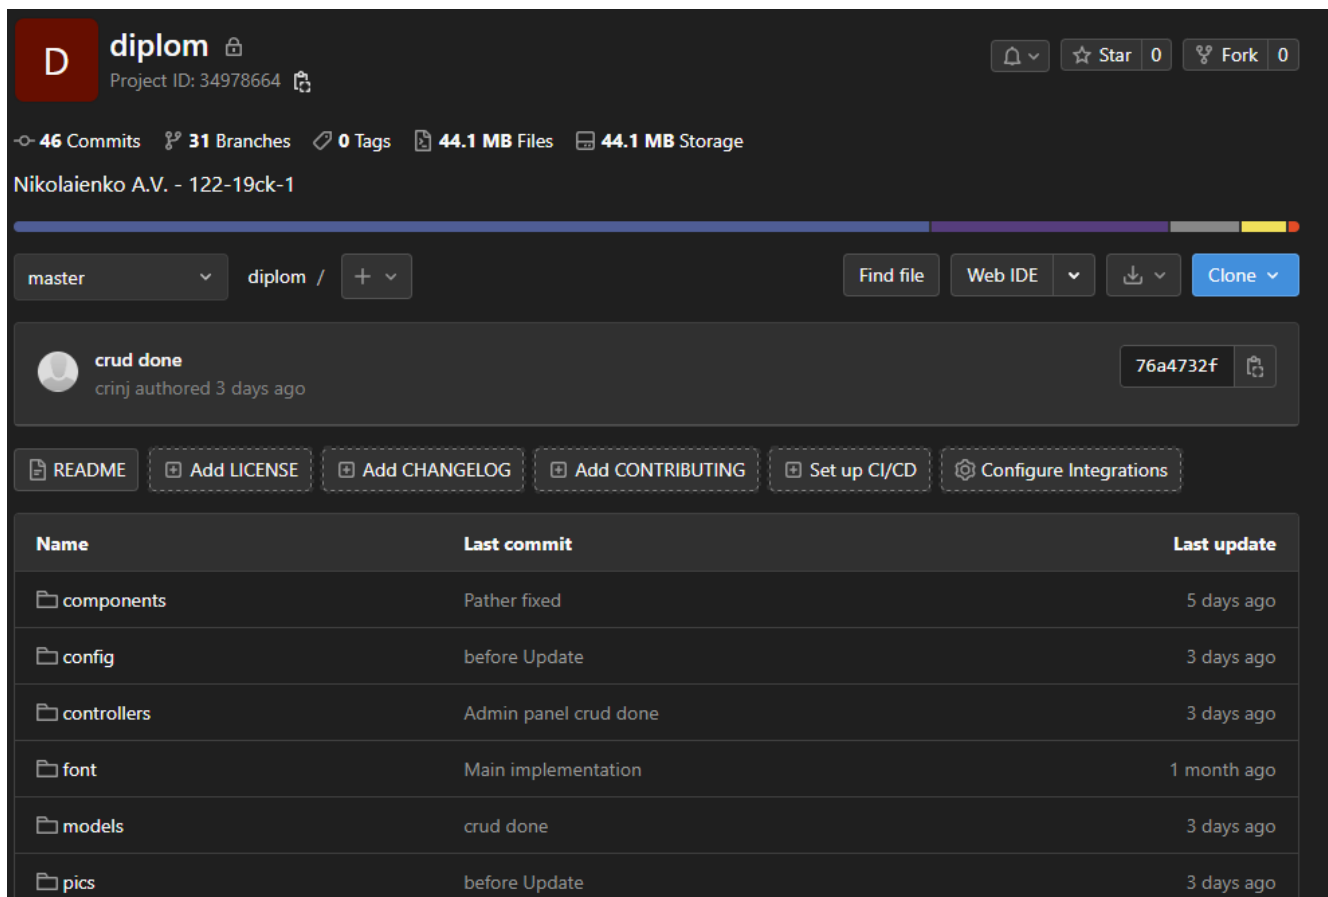 D
diplom
Project ID: 34978664
Star 0
Fork 0
46 Commits 31 Branches 0 Tags 44.1 MB Files 44.1 MB Storage
Nikolaienko A.V. - 122-19ck-1
master diplom / Find file Web IDE Clone
crud done
crinj authored 3 days ago
76a4732f
README Add LICENSE Add CHANGELOG Add CONTRIBUTING Set up CI/CD Configure Integrations
Name Last commit Last update
components Pather fixed 5 days ago
config before Update 3 days ago
controllers Admin panel crud done 3 days ago
font Main implementation 1 month ago
models crud done 3 days ago
pics before Update 3 days ago